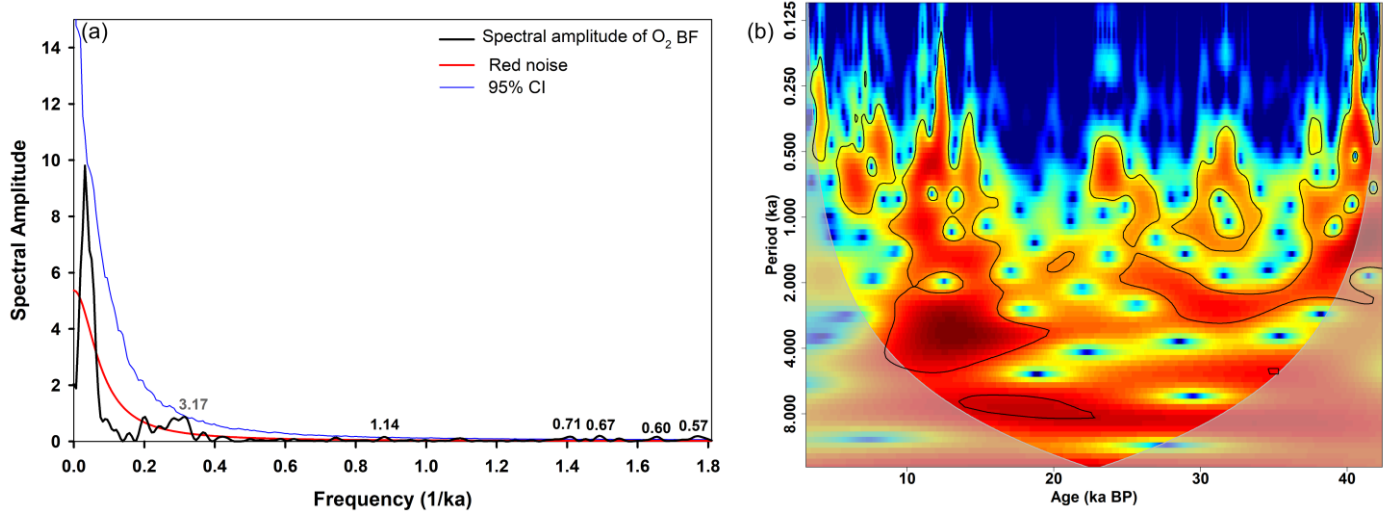 (a)
Spectral amplitude of O₂ BF
Red noise
95% CI
Spectral Amplitude
14
12
10
8
6
4
2
0
3.17
1.14
0.71 0.67 0.60 0.57
0.0 0.2 0.4 0.6 0.8 1.0 1.2 1.4 1.6 1.8
Frequency (1/ka)
(b)
Period (ka)
0.125
0.250
0.500
1.000
2.000
4.000
8.000
10 20 30 40
Age (ka BP)